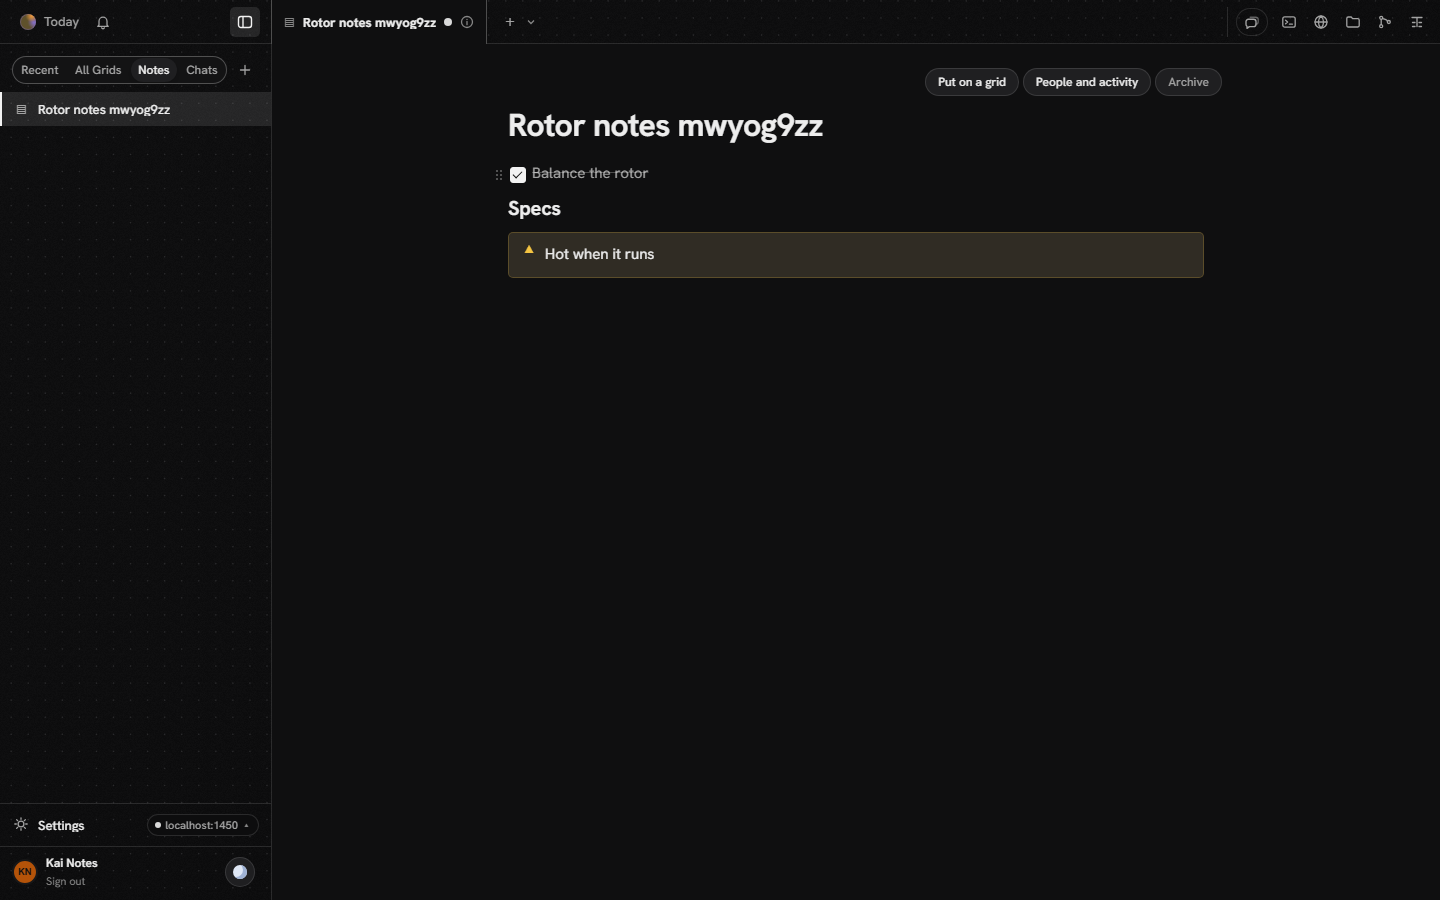 Today
Rotor notes mwyog9zz
Recent
All Grids
Notes
Chats
Rotor notes mwyog9zz
Put on a grid
People and activity
Archive
Rotor notes mwyog9zz
Balance the rotor
Specs
Hot when it runs
Settings
localhost:1450
KN
Kai Notes
Sign out